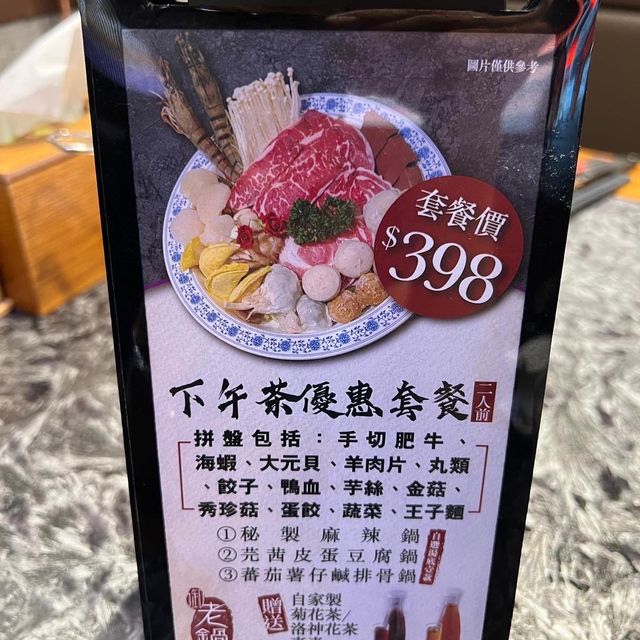 圖片僅供參考
套餐價
$398
下午茶優惠套餐 二人前
拼盤包括：手切肥牛、
海蝦、大元貝、羊肉片、丸類
、餃子、鴨血、芋絲、金菇、
秀珍菇、蛋餃、蔬菜、王子麵
①秘製麻辣鍋
②芫茜皮蛋豆腐鍋
③蕃茄薯仔鹹排骨鍋
老鍋
贈送
自家製
菊花茶/
洛神花茶